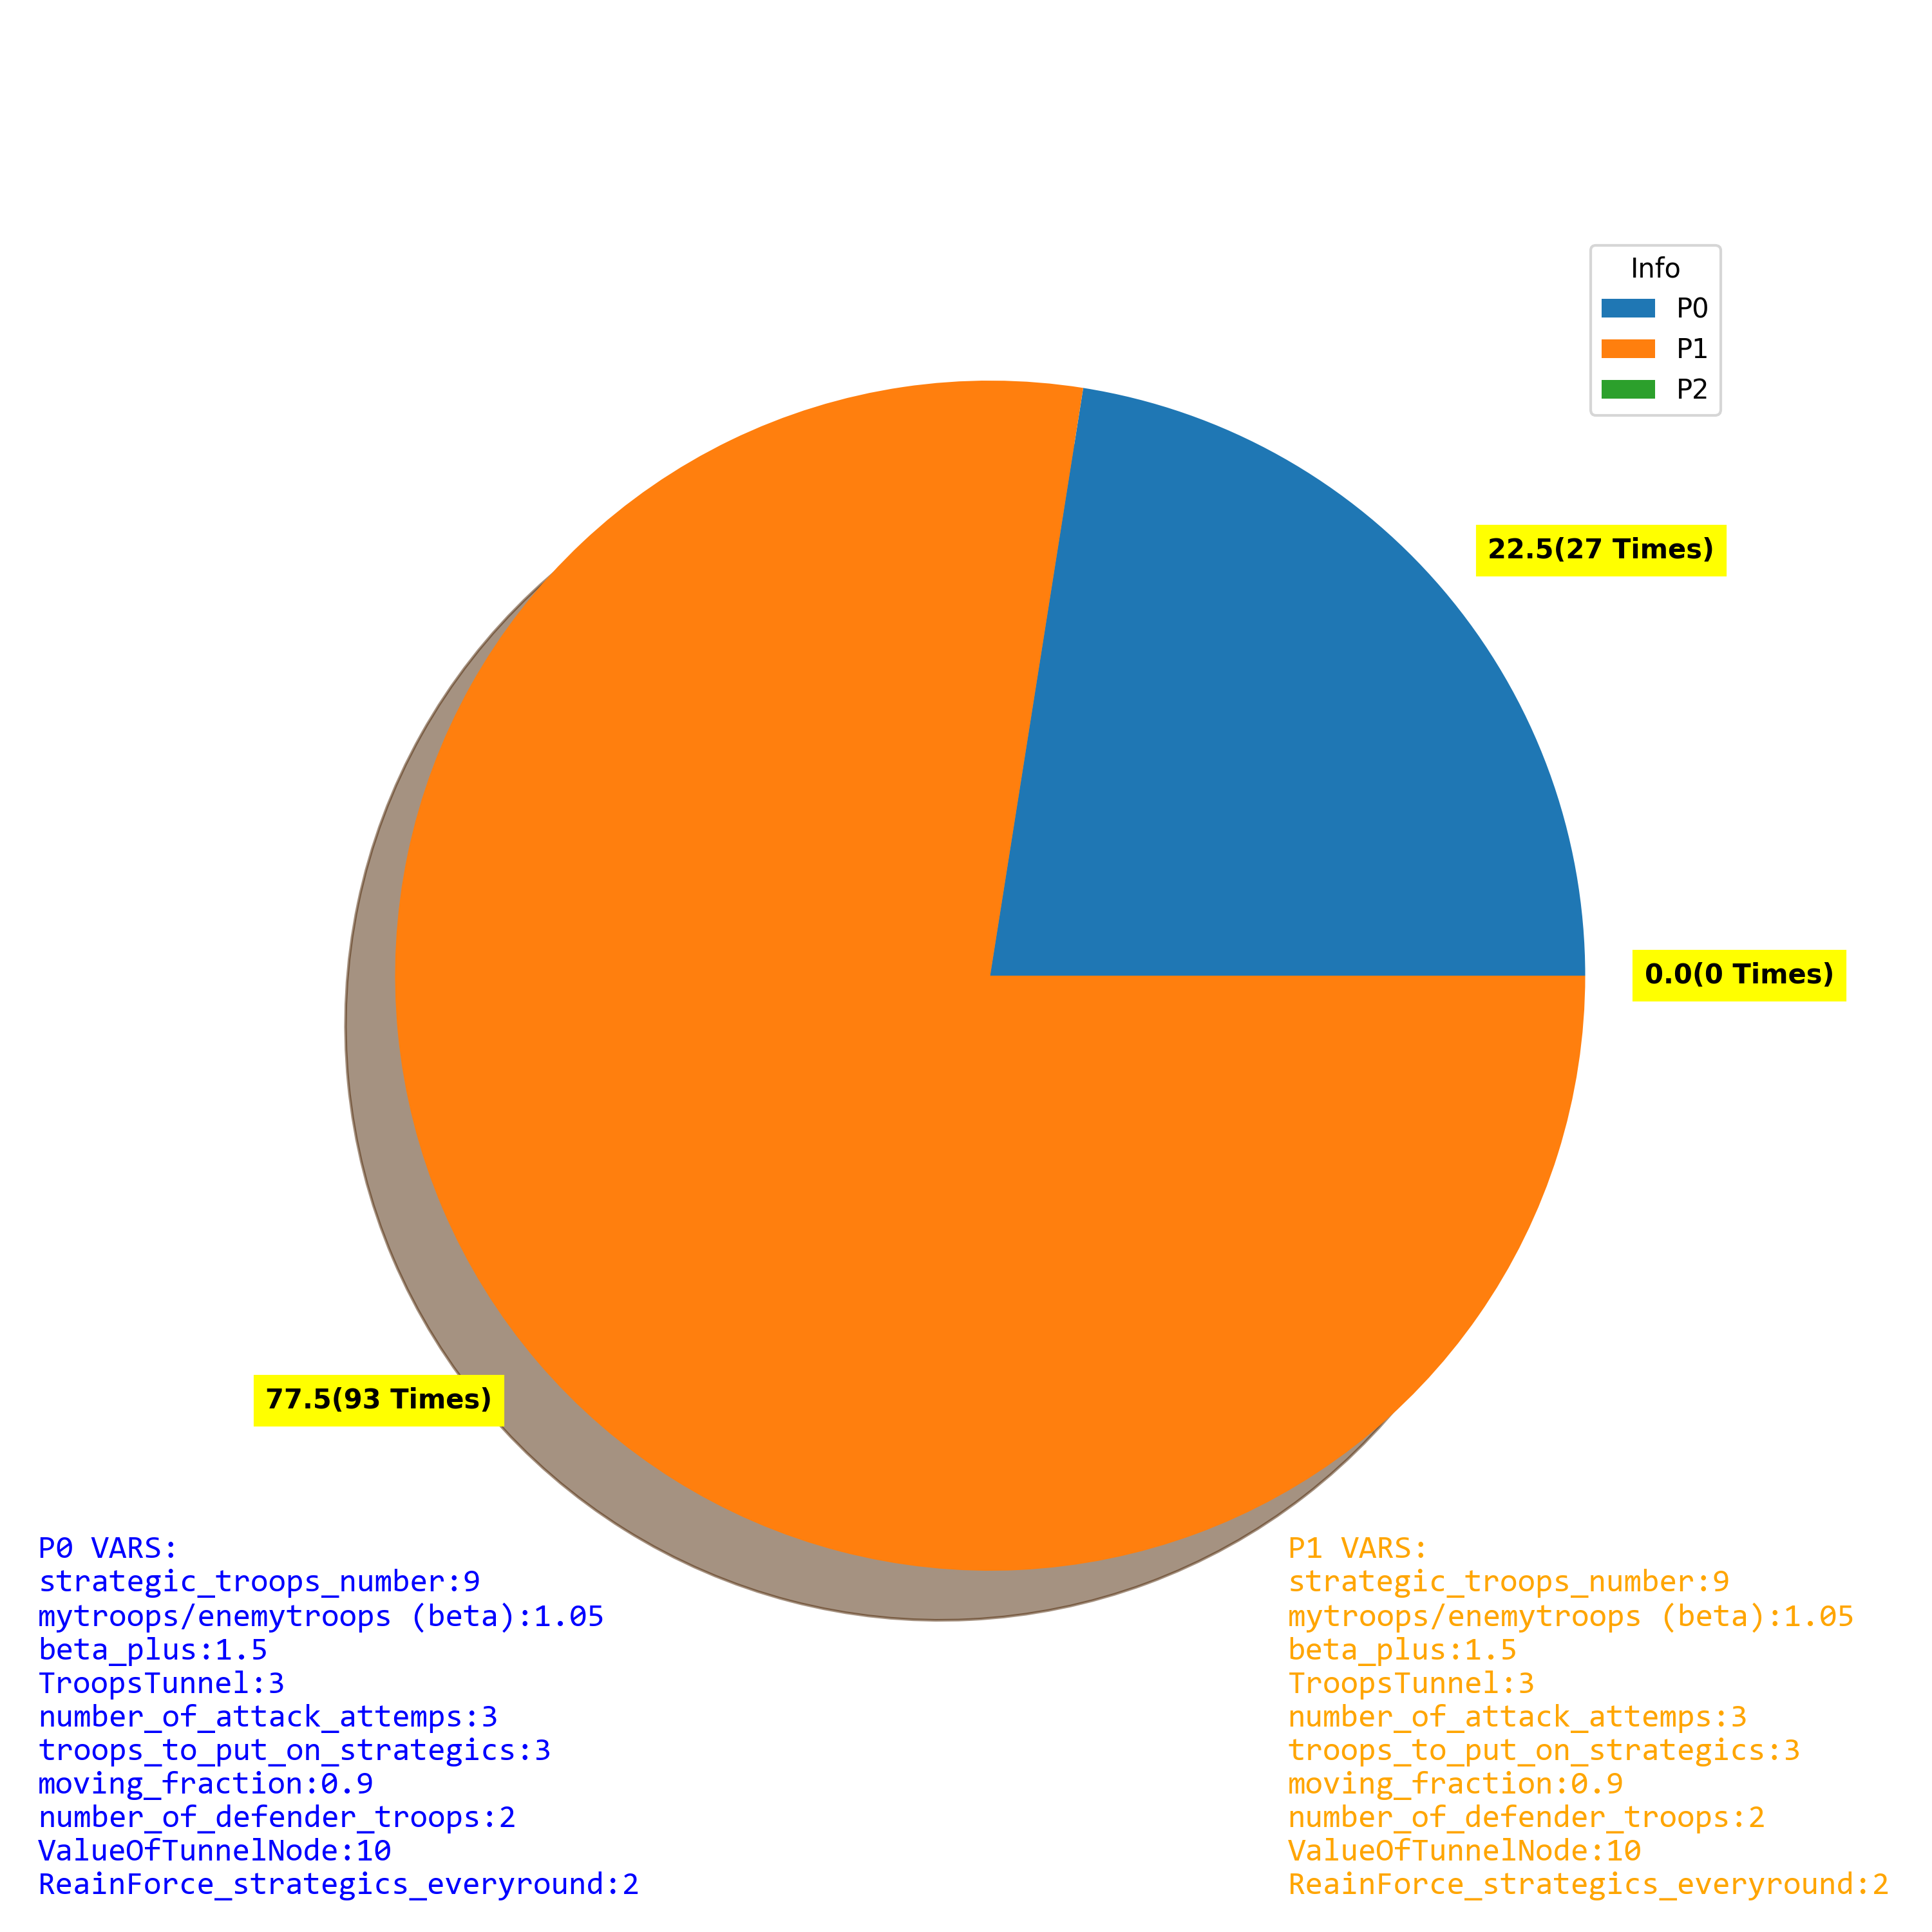 Info
P0
P1
P2
22.5(27 Times)
0.0(0 Times)
77.5(93 Times)
P0 VARS:
strategic_troops_number:9
mytroops/enemytroops (beta):1.05
beta_plus:1.5
TroopsTunnel:3
number_of_attack_attemps:3
troops_to_put_on_strategics:3
moving_fraction:0.9
number_of_defender_troops:2
ValueOfTunnelNode:10
ReainForce_strategics_everyround:2
P1 VARS:
strategic_troops_number:9
mytroops/enemytroops (beta):1.05
beta_plus:1.5
TroopsTunnel:3
number_of_attack_attemps:3
troops_to_put_on_strategics:3
moving_fraction:0.9
number_of_defender_troops:2
ValueOfTunnelNode:10
ReainForce_strategics_everyround:2